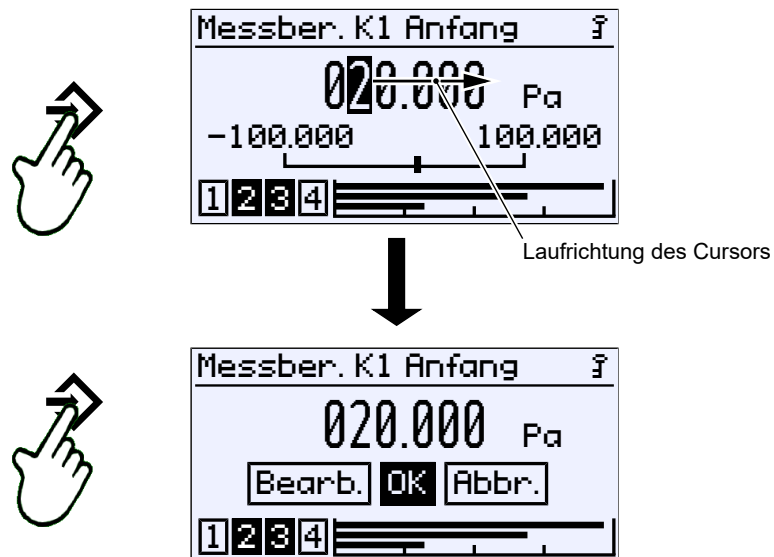 Messber. K1 Anfang
020.000 Pa
-100.000 100.000
1 2 3 4
Laufrichtung des Cursors
Messber. K1 Anfang
020.000 Pa
Bearb. OK Abbr.
1 2 3 4